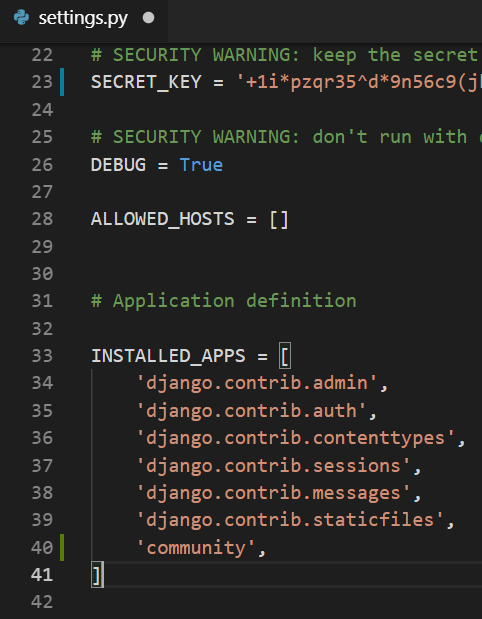 settings.py
22 # SECURITY WARNING: keep the secret
23 SECRET_KEY = '+1i*pzqr35^d*9n56c9(j
24
25 # SECURITY WARNING: don't run with
26 DEBUG = True
27
28 ALLOWED_HOSTS = []
29
30
31 # Application definition
32
33 INSTALLED_APPS = [
34 'django.contrib.admin',
35 'django.contrib.auth',
36 'django.contrib.contenttypes',
37 'django.contrib.sessions',
38 'django.contrib.messages',
39 'django.contrib.staticfiles',
40 'community',
41 ]
42